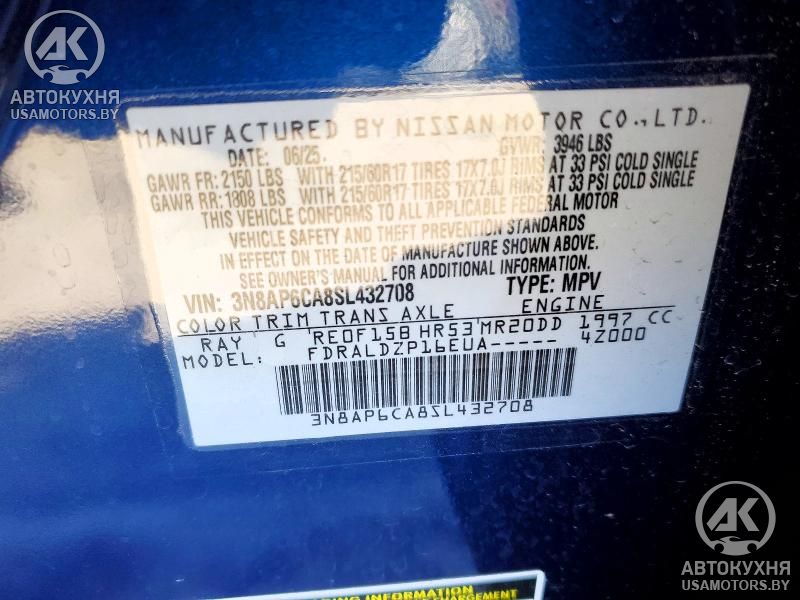 АК
АВТОКУХНЯ
USAMOTORS.BY
MANUFACTURED BY NISSAN MOTOR CO.,LTD.
DATE: 06/25. GVWR: 3946 LBS
GAWR FR: 2150 LBS WITH 215/60R17 TIRES 17X7.0J RIMS AT 33 PSI COLD SINGLE
GAWR RR: 1808 LBS WITH 215/60R17 TIRES 17X7.0J RIMS AT 33 PSI COLD SINGLE
THIS VEHICLE CONFORMS TO ALL APPLICABLE FEDERAL MOTOR
VEHICLE SAFETY AND THEFT PREVENTION STANDARDS
IN EFFECT ON THE DATE OF MANUFACTURE SHOWN ABOVE.
SEE OWNER'S MANUAL FOR ADDITIONAL INFORMATION
VIN: 3N8AP6CA8SL432708 TYPE: MPV
COLOR TRIM TRANS AXLE ENGINE
RAY G RE0F15B HR53 MR20DD 1997 CC
MODEL: FDRALDZP16EUA----- 4Z000
3N8AP6CA8SL432708
АК
АВТОКУХНЯ
USAMOTORS.BY
INFORMATION